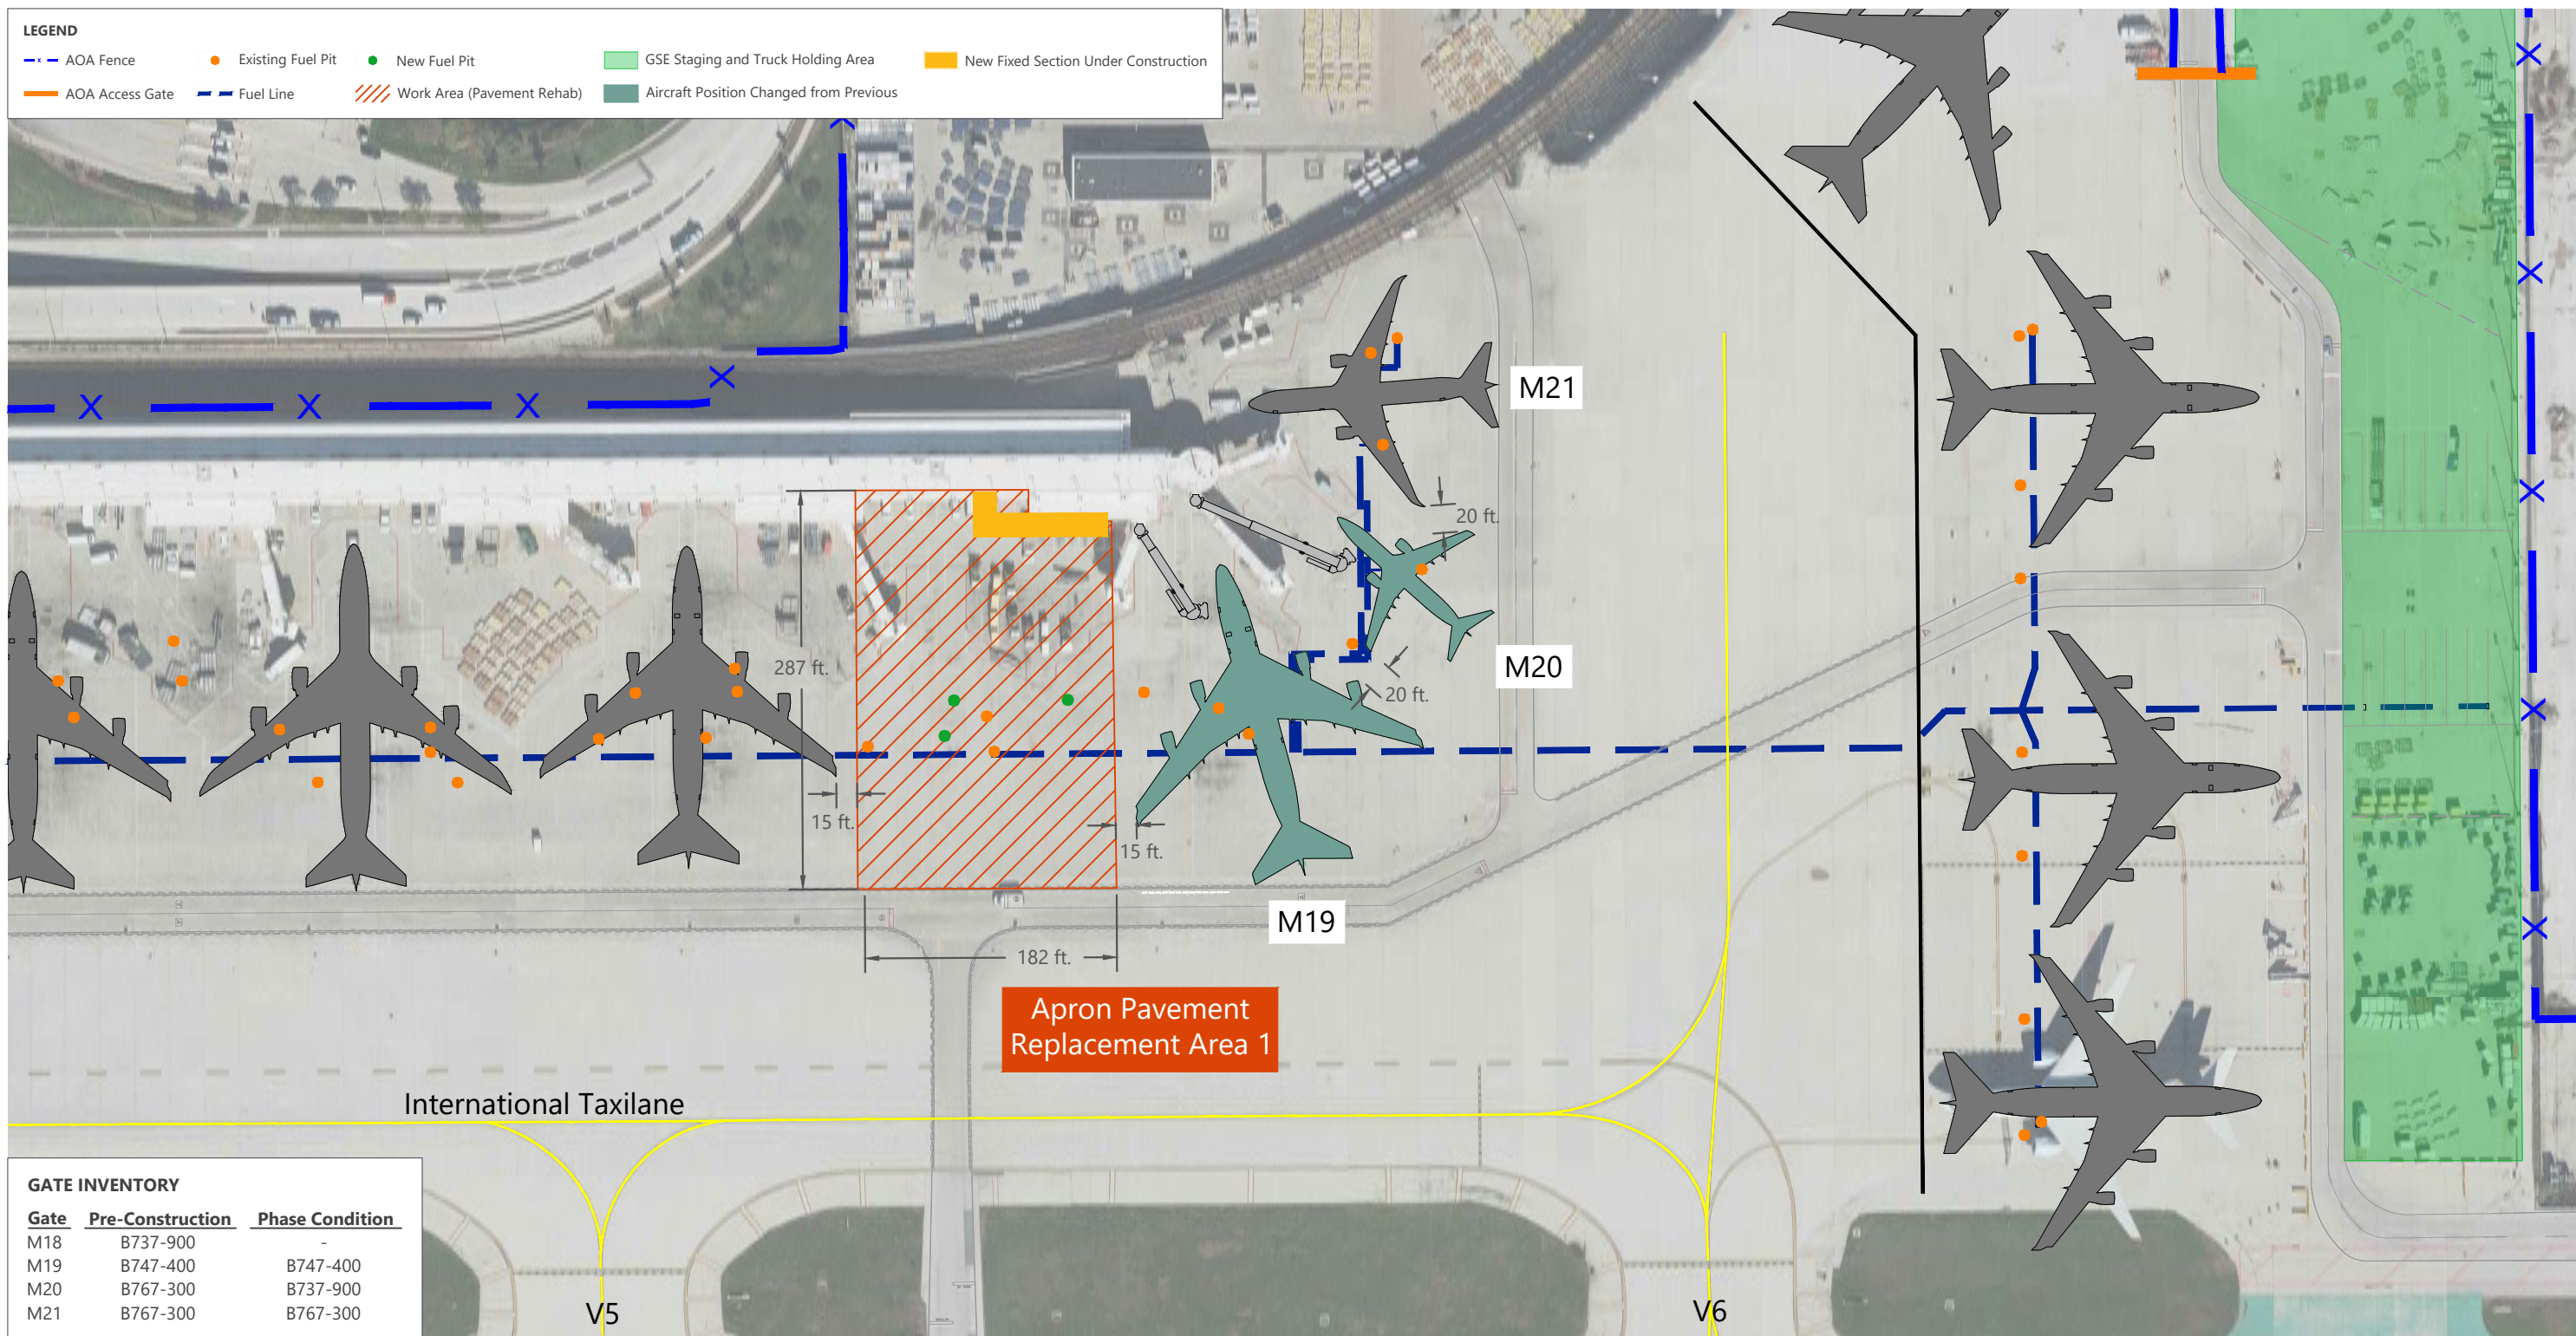 LEGEND
AOA Fence
Existing Fuel Pit
New Fuel Pit
GSE Staging and Truck Holding Area
New Fixed Section Under Construction
AOA Access Gate
Fuel Line
Work Area (Pavement Rehab)
Aircraft Position Changed from Previous
M21
20 ft.
287 ft.
M20
20 ft.
15 ft.
15 ft.
M19
182 ft.
Apron Pavement
Replacement Area 1
International Taxilane
GATE INVENTORY
Gate Pre-Construction Phase Condition
M18 B737-900 -
M19 B747-400 B747-400
M20 B767-300 B737-900
M21 B767-300 B767-300
V5
V6